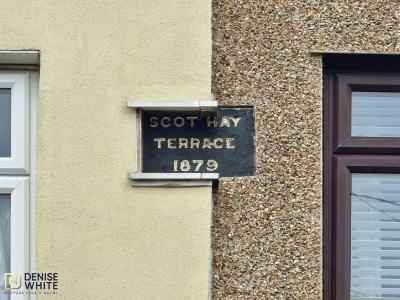 SCOT HAY
TERRACE
1879
DENISE
WHITE